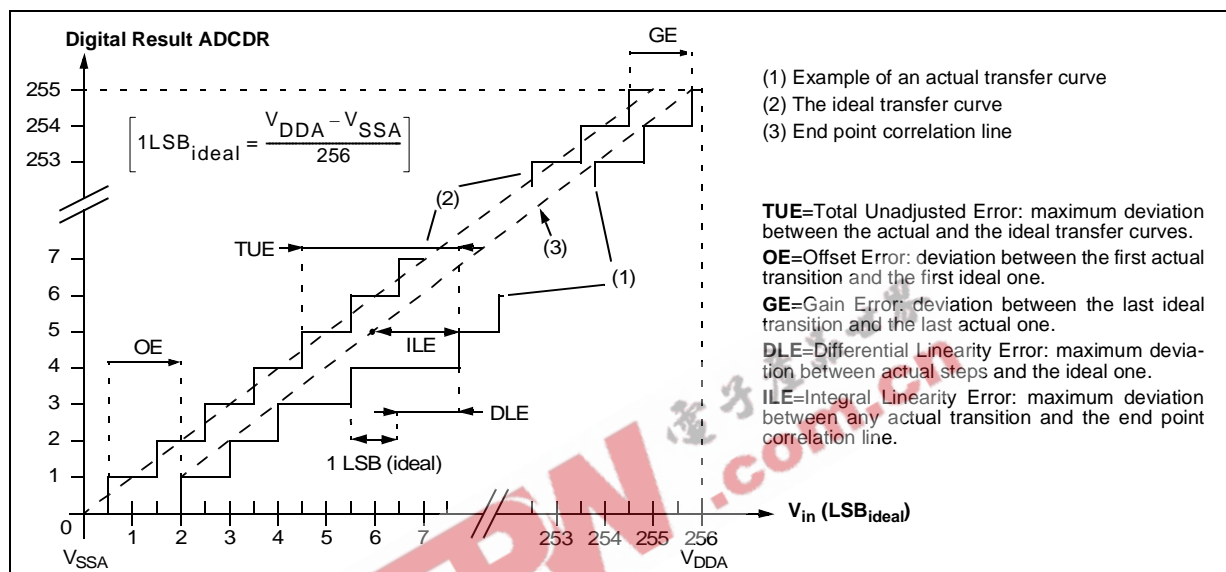 Digital Result ADCDR
GE
255
254
253
[1LSBideal = VDDA – VSSA / 256]
(1) Example of an actual transfer curve
(2) The ideal transfer curve
(3) End point correlation line
(2)
TUE
(3)
(1)
7
6
5
4
3
2
1
0
OE
ILE
DLE
1 LSB (ideal)
TUE=Total Unadjusted Error: maximum deviation
between the actual and the ideal transfer curves.
OE=Offset Error: deviation between the first actual
transition and the first ideal one.
GE=Gain Error: deviation between the last ideal
transition and the last actual one.
DLE=Differential Linearity Error: maximum devia-
tion between actual steps and the ideal one.
ILE=Integral Linearity Error: maximum deviation
between any actual transition and the end point
correlation line.
1 2 3 4 5 6 7 253 254 255 256
Vin (LSBideal)
VSSA
VDDA
.com.cn